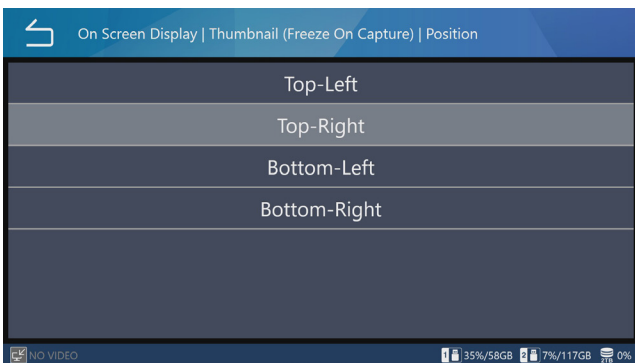 On Screen Display | Thumbnail (Freeze On Capture) | Position
Top-Left
Top-Right
Bottom-Left
Bottom-Right
NO VIDEO 1 35%/58GB 2 7%/117GB 2TB 0%